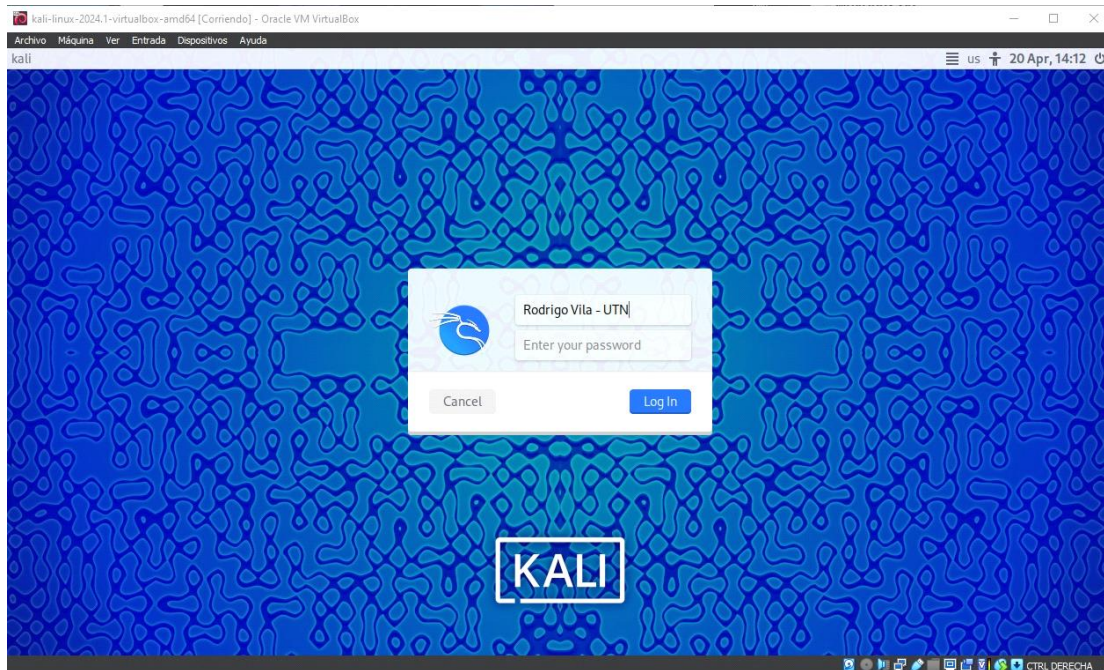 kali-linux-2024.1-virtualbox-amd64 [Corriendo] - Oracle VM VirtualBox
Archivo Máquina Ver Entrada Dispositivos Ayuda
kali us 20 Apr, 14:12
Rodrigo Vila - UTN
Enter your password
Cancel Log In
KALI
CTRL DERECHA